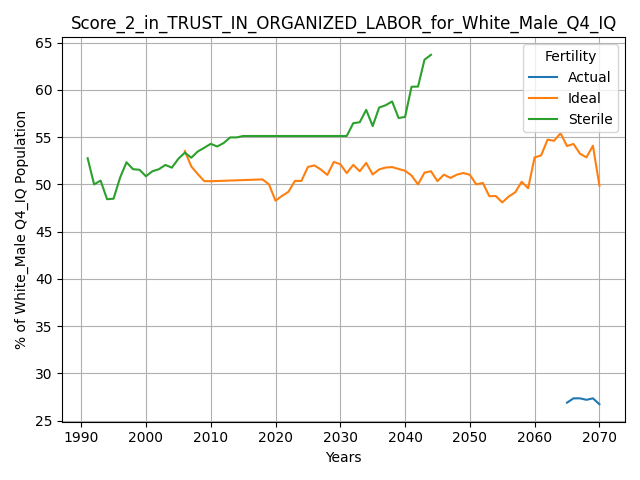 Score_2_in_TRUST_IN_ORGANIZED_LABOR_for_White_Male_Q4_IQ
Fertility
Actual
Ideal
Sterile
% of White_Male Q4_IQ Population
65
60
55
50
45
40
35
30
25
1990
2000
2010
2020
2030
2040
2050
2060
2070
Years